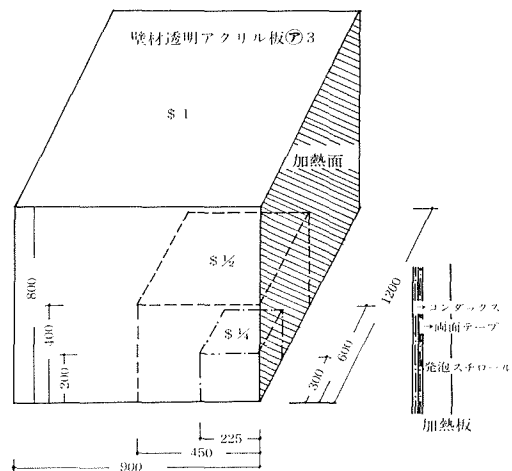 壁材透明アクリル板㋐3
$ 1
加熱面
$ ½
$ ¼
800
400
200
1200
600
300
225
450
900
コンダックス
両面テープ
発泡スチロール
加熱板